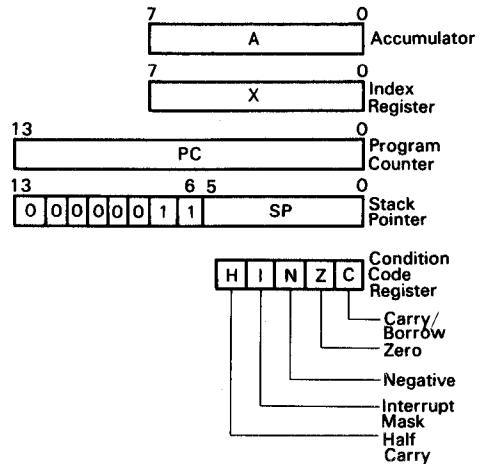 7 0
A Accumulator
7 0
X Index
Register
13 0
PC Program
Counter
13 6 5 0
0 0 0 0 0 0 1 1 SP Stack
Pointer
H I N Z C Condition
Code
Register
Carry/
Borrow
Zero
Negative
Interrupt
Mask
Half
Carry